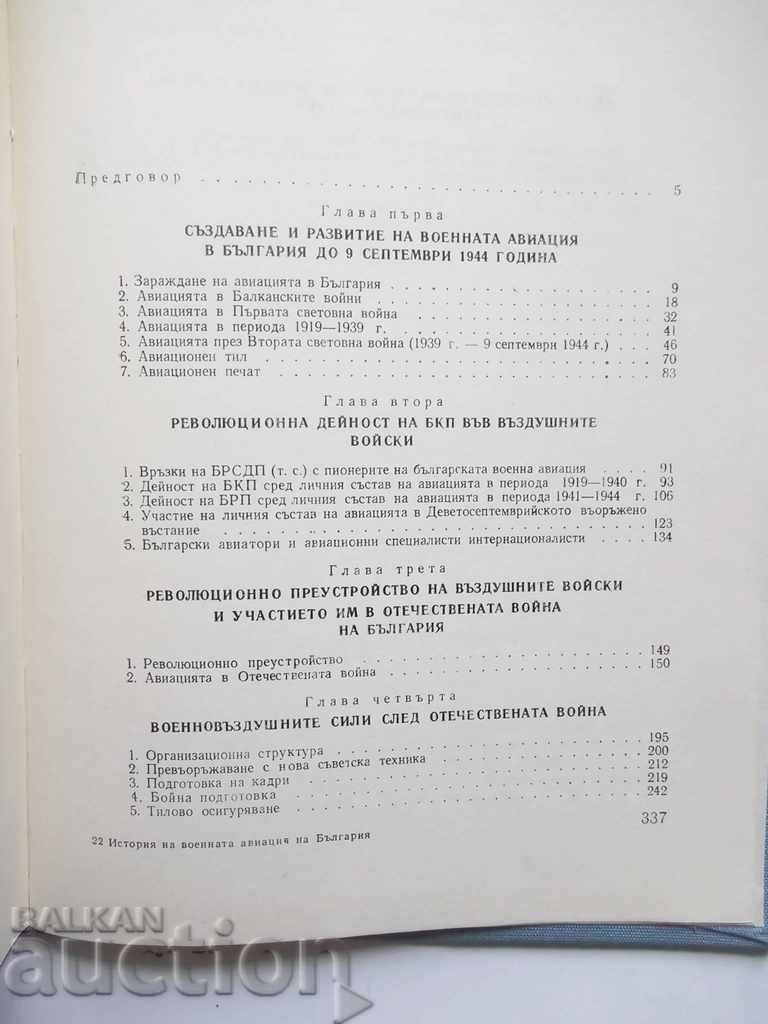 Предговор . . . . . . . . . . . . . . . . . . . . . . . . 5
Глава първа
СЪЗДАВАНЕ И РАЗВИТИЕ НА ВОЕННАТА АВИАЦИЯ
В БЪЛГАРИЯ ДО 9 СЕПТЕМВРИ 1944 ГОДИНА
1. Зараждане на авиацията в България . . . . . . . . . . . 9
2. Авиацията в Балканските войни . . . . . . . . . . . 18
3. Авиацията в Първата световна война . . . . . . . . . . 32
4. Авиацията в периода 1919—1939 г. . . . . . . . . . . 41
5. Авиацията през Втората световна война (1939 г. — 9 септември 1944 г.) . . . 46
6. Авиационен тил . . . . . . . . . . . . . . . . 70
7. Авиационен печат . . . . . . . . . . . . . . . 83
Глава втора
РЕВОЛЮЦИОННА ДЕЙНОСТ НА БКП ВЪВ ВЪЗДУШНИТЕ
ВОЙСКИ
1. Връзки на БРСДП (т. с.) с пионерите на българската военна авиация . . . . 91
2. Дейност на БКП сред личния състав на авиацията в периода 1919—1940 г. 93
3. Дейност на БРП сред личния състав на авиацията в периода 1941—1944 г. 106
4. Участие на личния състав на авиацията в Деветосептемврийското въоръжено
въстание . . . . . . . . . . . . . . . . . . 123
5. Български авиатори и авиационни специалисти интернационалисти . . . . 134
Глава трета
РЕВОЛЮЦИОННО ПРЕУСТРОЙСТВО НА ВЪЗДУШНИТЕ ВОЙСКИ
И УЧАСТИЕТО ИМ В ОТЕЧЕСТВЕНАТА ВОЙНА
НА БЪЛГАРИЯ
1. Революционно преустройство . . . . . . . . . . . . 149
2. Авиацията в Отечествената война . . . . . . . . . . . 150
Глава четвърта
ВОЕННОВЪЗДУШНИТЕ СИЛИ СЛЕД ОТЕЧЕСТВЕНАТА ВОЙНА
1. Организационна структура . . . . . . . . . . . . . 195
2. Превъоръжаване с нова съветска техника . . . . . . . . . 200
3. Подготовка на кадри . . . . . . . . . . . . . . 212
4. Бойна подготовка . . . . . . . . . . . . . . . 219
5. Тилово осигуряване . . . . . . . . . . . . . . 242
337
22 История на военната авиация на България
BALKAN
auction